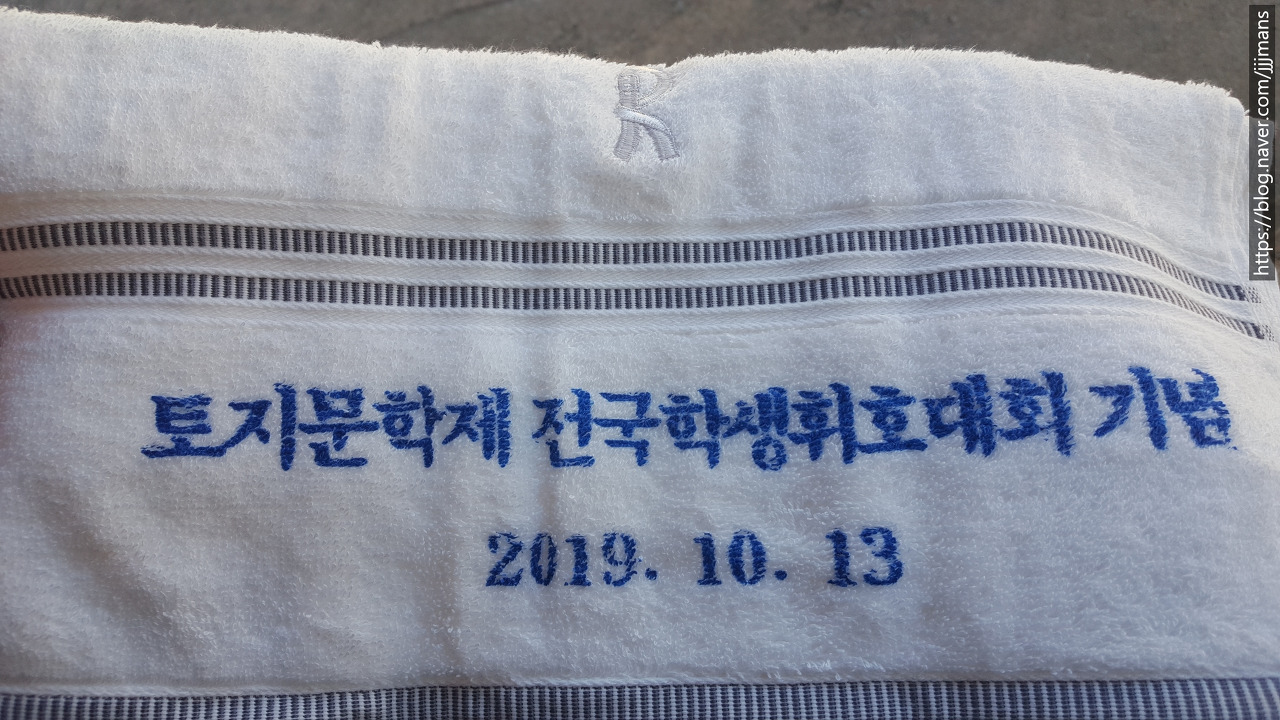 K
토지문학제 전국학생휘호대회 기념
2019. 10. 13
https://blog.naver.com/jjjmans